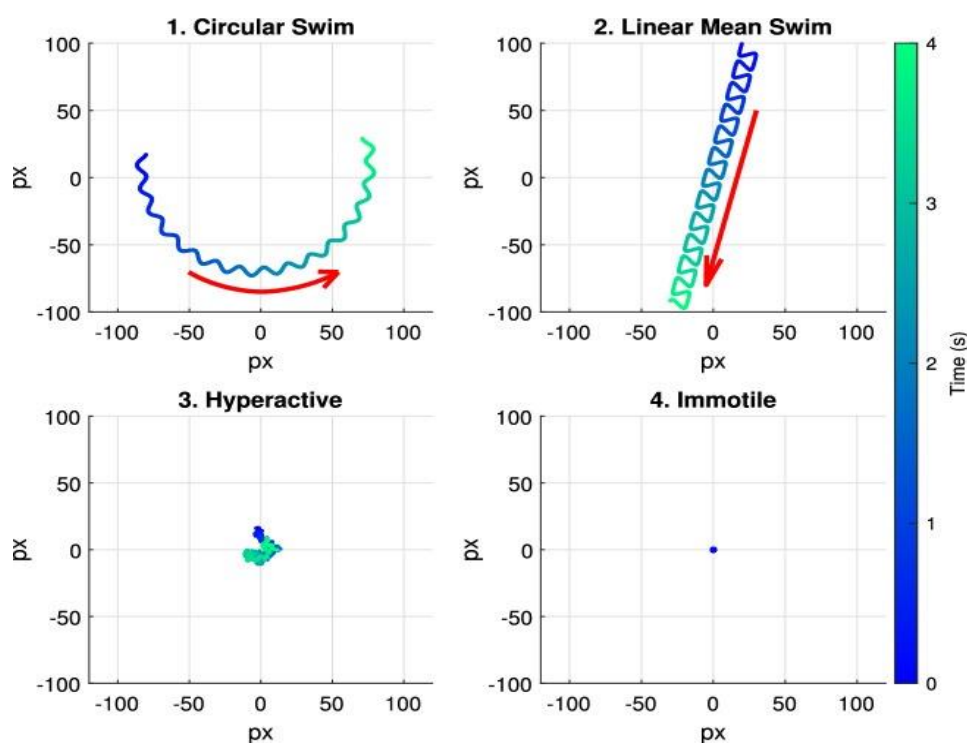 1. Circular Swim
100
50
0
-50
-100
px
-100 -50 0 50 100
px
2. Linear Mean Swim
100
50
0
-50
-100
px
-100 -50 0 50 100
px
3. Hyperactive
100
50
0
-50
-100
px
-100 -50 0 50 100
px
4. Immotile
100
50
0
-50
-100
px
-100 -50 0 50 100
px
4
3
2
1
0
Time (s)